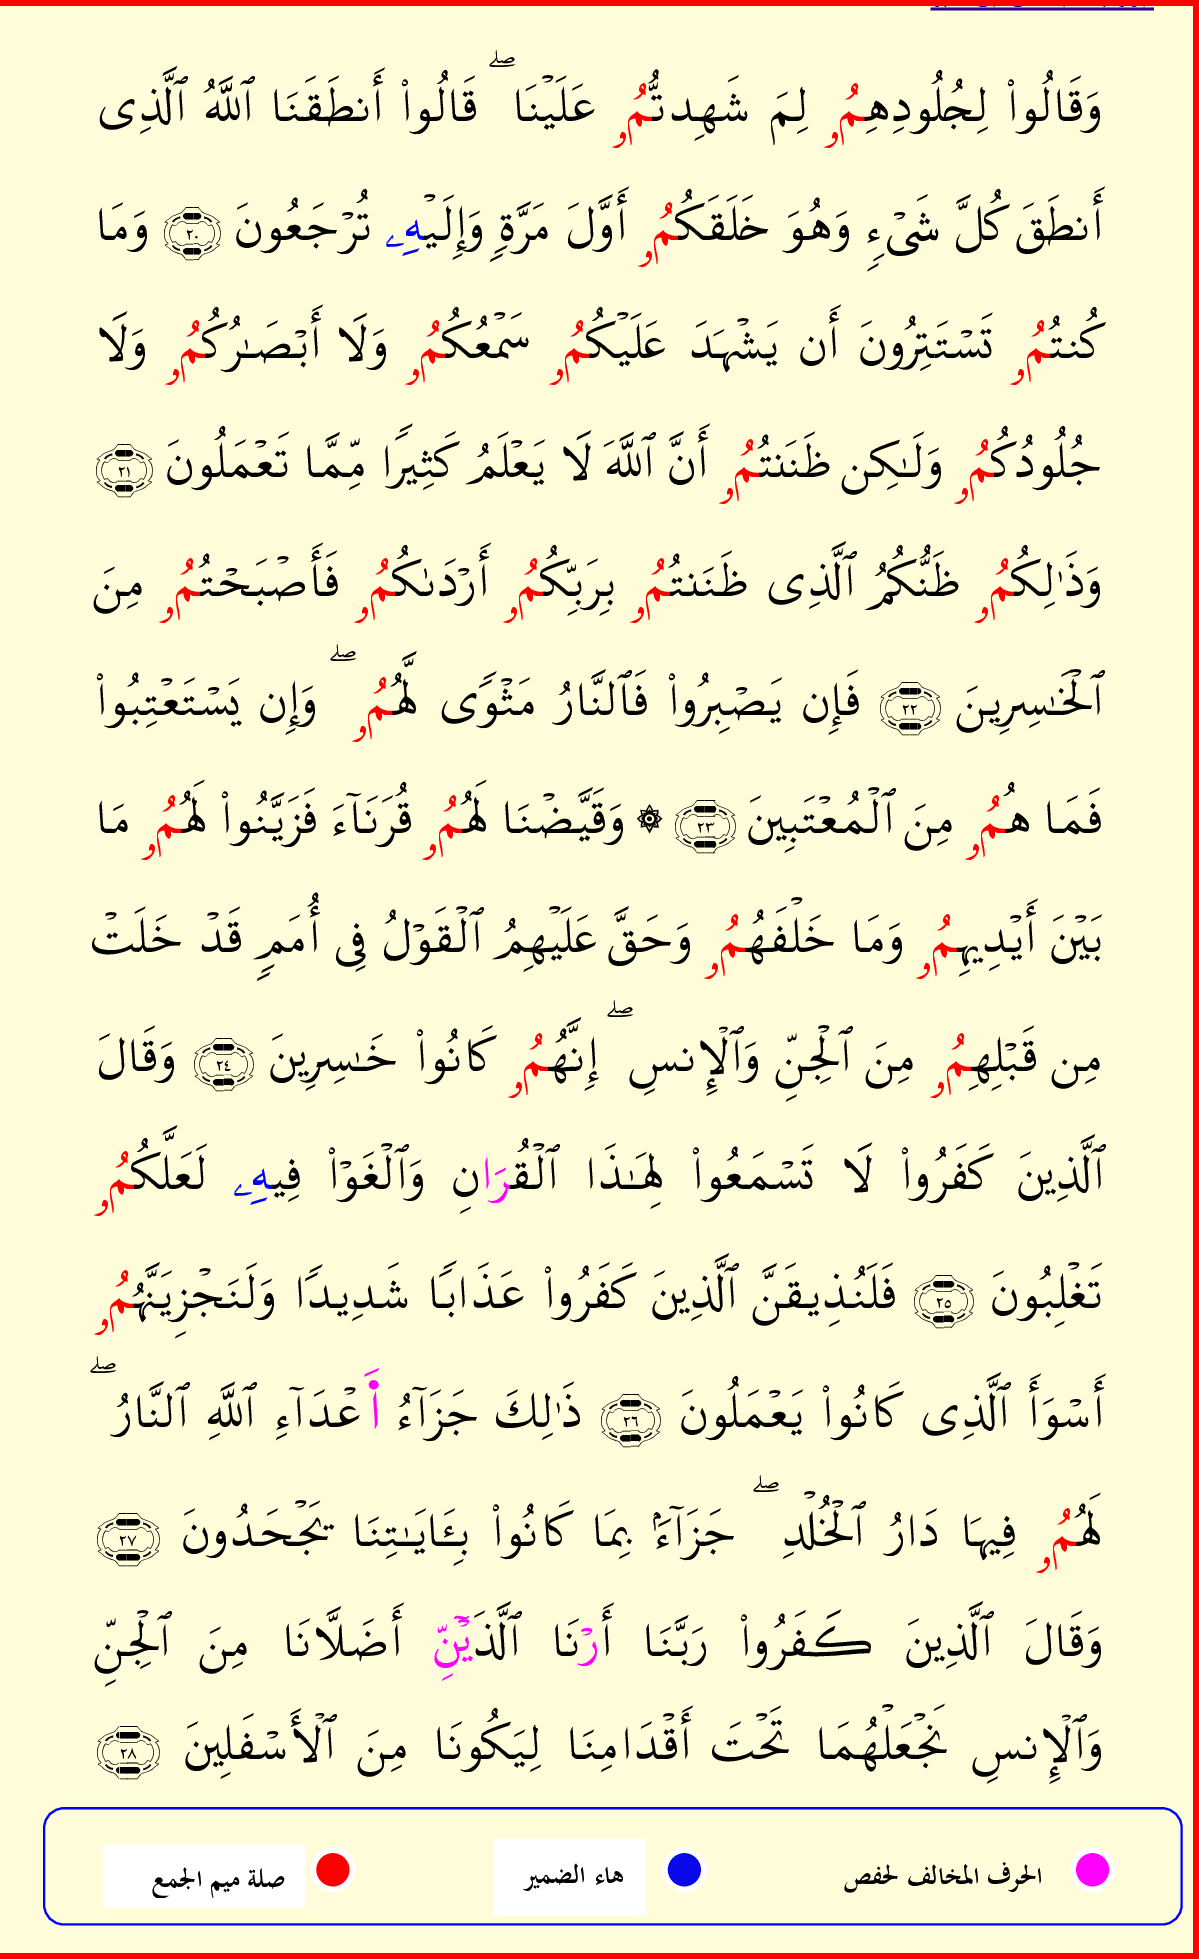 وَقَالُوا۟ لِجُلُودِهِمُۥ لِمَ شَهِدتُّمُۥ عَلَيْنَا ۖ قَالُوٓا۟ أَنطَقَنَا ٱللَّهُ ٱلَّذِى
أَنطَقَ كُلَّ شَىْءٍ وَهُوَ خَلَقَكُمُۥ أَوَّلَ مَرَّةٍ وَإِلَيْهِۦ تُرْجَعُونَ ٢٠ وَمَا
كُنتُمُۥ تَسْتَتِرُونَ أَن يَشْهَدَ عَلَيْكُمُۥ سَمْعُكُمُۥ وَلَا أَبْصَٰرُكُمُۥ وَلَا
جُلُودُكُمُۥ وَلَٰكِن ظَنَنتُمُۥ أَنَّ ٱللَّهَ لَا يَعْلَمُ كَثِيرًا مِّمَّا تَعْمَلُونَ ٢١
وَذَٰلِكُمُۥ ظَنُّكُمُ ٱلَّذِى ظَنَنتُمُۥ بِرَبِّكُمُۥ أَرْدَىٰكُمُۥ فَأَصْبَحْتُمُۥ مِنَ
ٱلْخَٰسِرِينَ ٢٢ فَإِن يَصْبِرُوا۟ فَٱلنَّارُ مَثْوًى لَّهُمُۥ ۖ وَإِن يَسْتَعْتِبُوا۟
فَمَا هُمُۥ مِنَ ٱلْمُعْتَبِينَ ٢٣ ۞ وَقَيَّضْنَا لَهُمُۥ قُرَنَآءَ فَزَيَّنُوا۟ لَهُمُۥ مَا
بَيْنَ أَيْدِيهِمُۥ وَمَا خَلْفَهُمُۥ وَحَقَّ عَلَيْهِمُ ٱلْقَوْلُ فِى أُمَمٍ قَدْ خَلَتْ
مِن قَبْلِهِمُۥ مِنَ ٱلْجِنِّ وَٱلْإِنسِ ۖ إِنَّهُمُۥ كَانُوا۟ خَٰسِرِينَ ٢٤ وَقَالَ
ٱلَّذِينَ كَفَرُوا۟ لَا تَسْمَعُوا۟ لِهَٰذَا ٱلْقُرَانِ وَٱلْغَوْا۟ فِيهِۦ لَعَلَّكُمُۥ
تَغْلِبُونَ ٢٥ فَلَنُذِيقَنَّ ٱلَّذِينَ كَفَرُوا۟ عَذَابًا شَدِيدًا وَلَنَجْزِيَنَّهُمُۥ
أَسْوَأَ ٱلَّذِى كَانُوا۟ يَعْمَلُونَ ٢٦ ذَٰلِكَ جَزَآءُ أَعْدَآءِ ٱللَّهِ ٱلنَّارُ ۖ
لَهُمُۥ فِيهَا دَارُ ٱلْخُلْدِ ۖ جَزَآءًۢ بِمَا كَانُوا۟ بِـَٔايَٰتِنَا يَجْحَدُونَ ٢٧
وَقَالَ ٱلَّذِينَ كَفَرُوا۟ رَبَّنَا أَرْنَا ٱلَّذَيْنِّ أَضَلَّانَا مِنَ ٱلْجِنِّ
وَٱلْإِنسِ نَجْعَلْهُمَا تَحْتَ أَقْدَامِنَا لِيَكُونَا مِنَ ٱلْأَسْفَلِينَ ٢٨
الحرف المخالف لحفص هاء الضمير صلة ميم الجمع